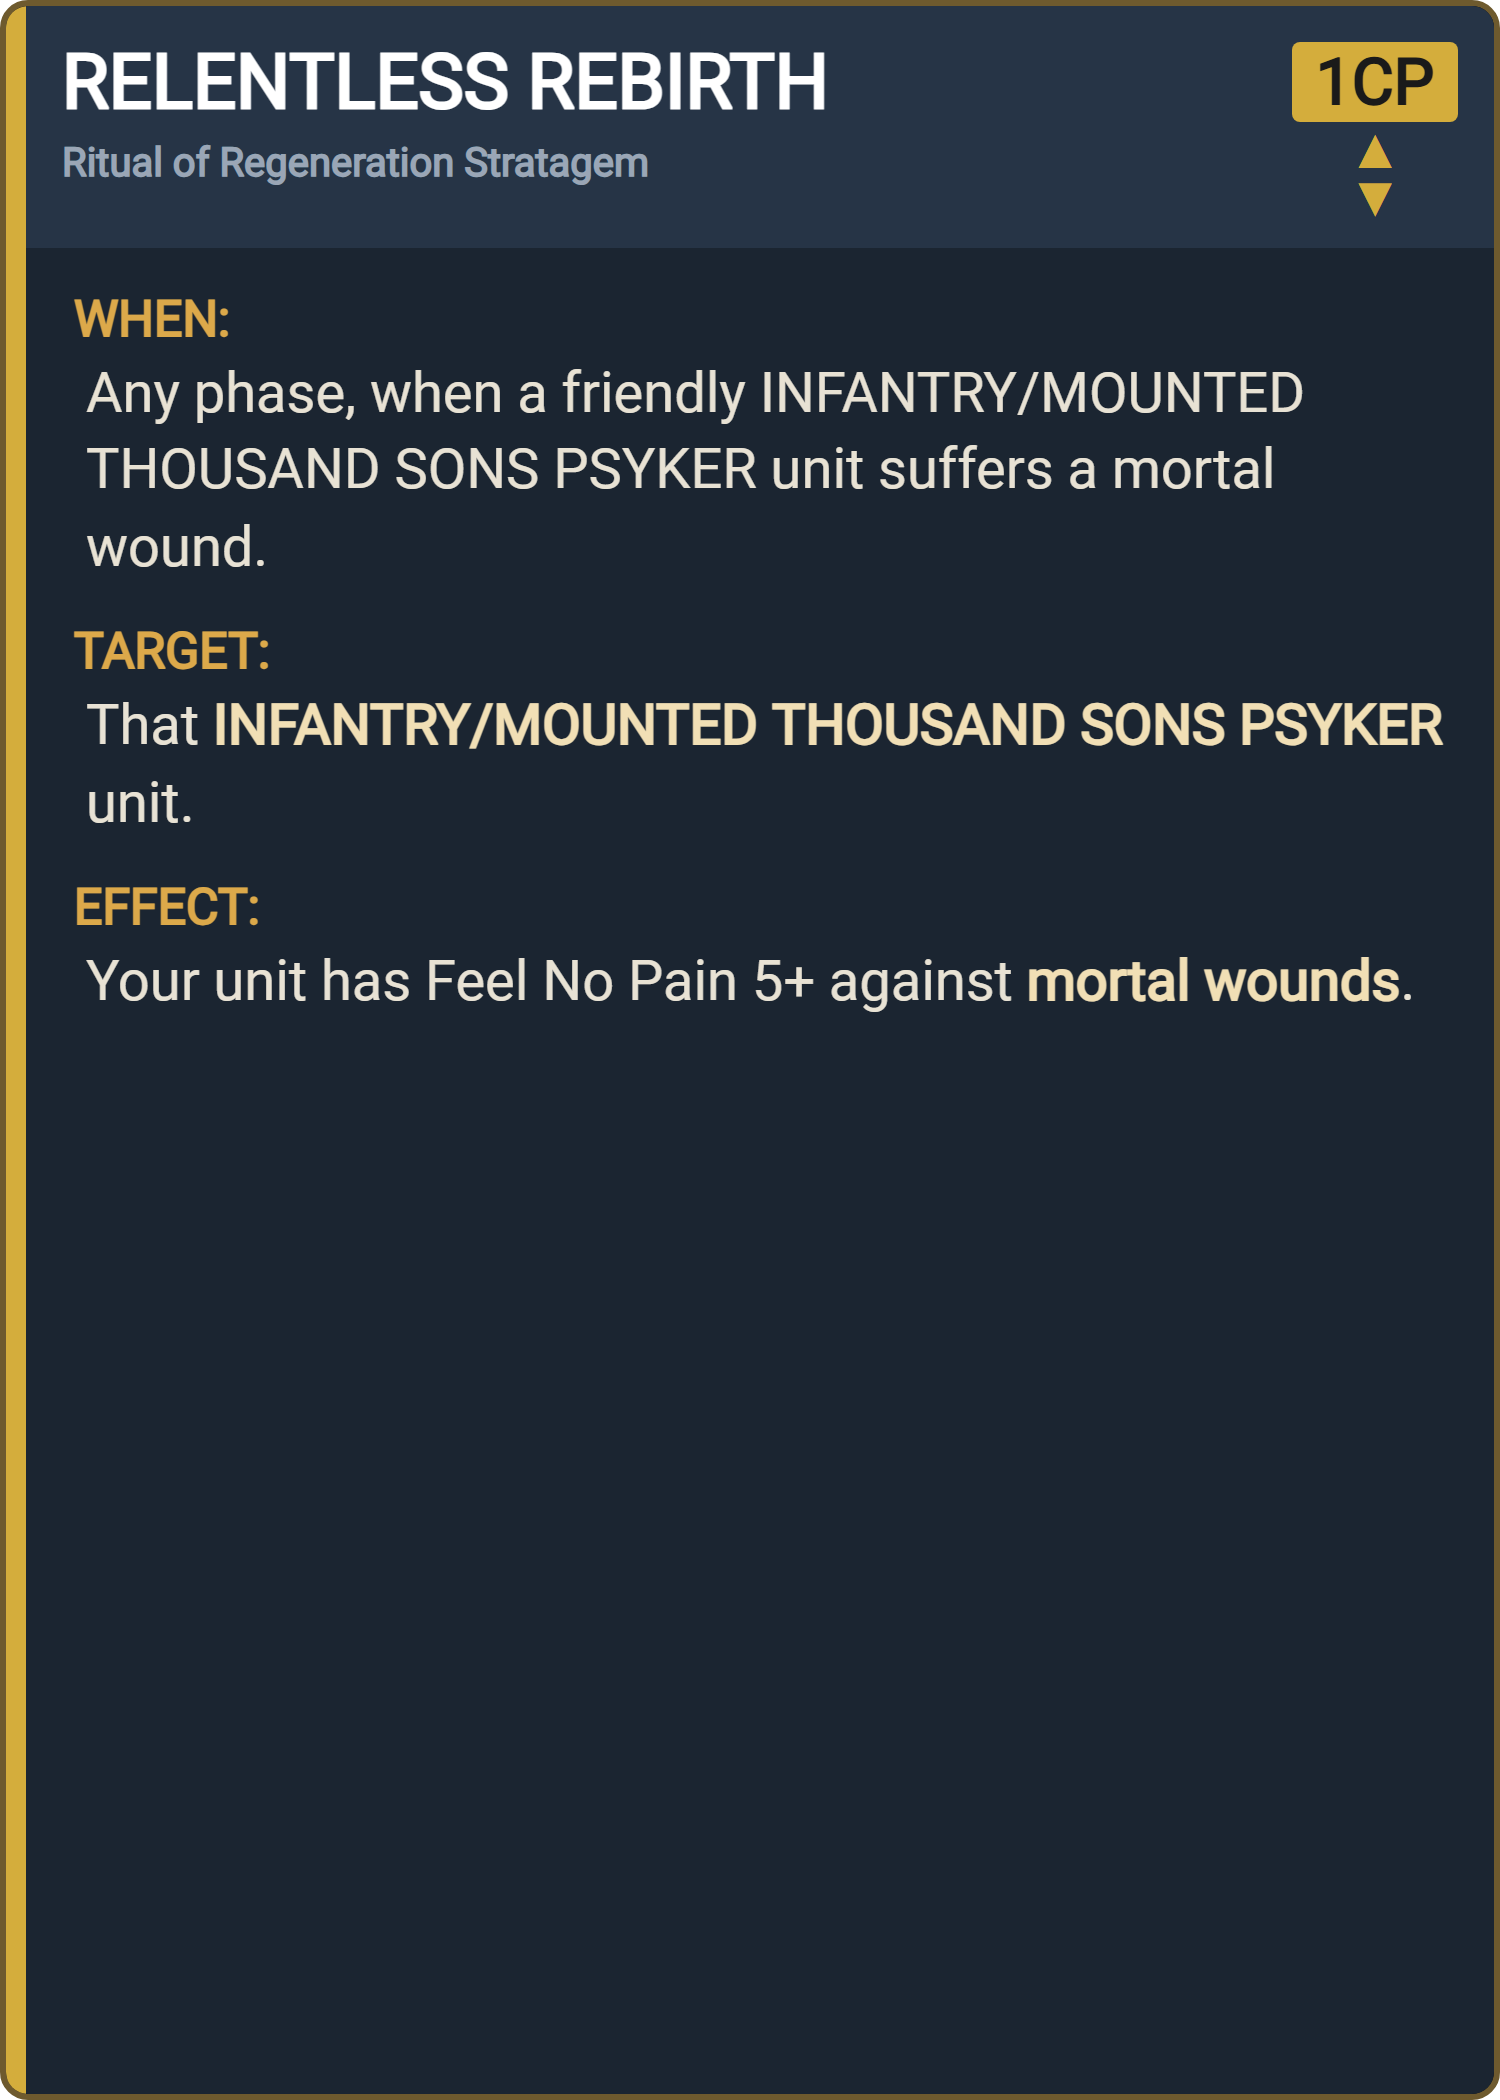 RELENTLESS REBIRTH
1CP
Ritual of Regeneration Stratagem
WHEN:
Any phase, when a friendly INFANTRY/MOUNTED
THOUSAND SONS PSYKER unit suffers a mortal
wound.
TARGET:
That INFANTRY/MOUNTED THOUSAND SONS PSYKER
unit.
EFFECT:
Your unit has Feel No Pain 5+ against mortal wounds.